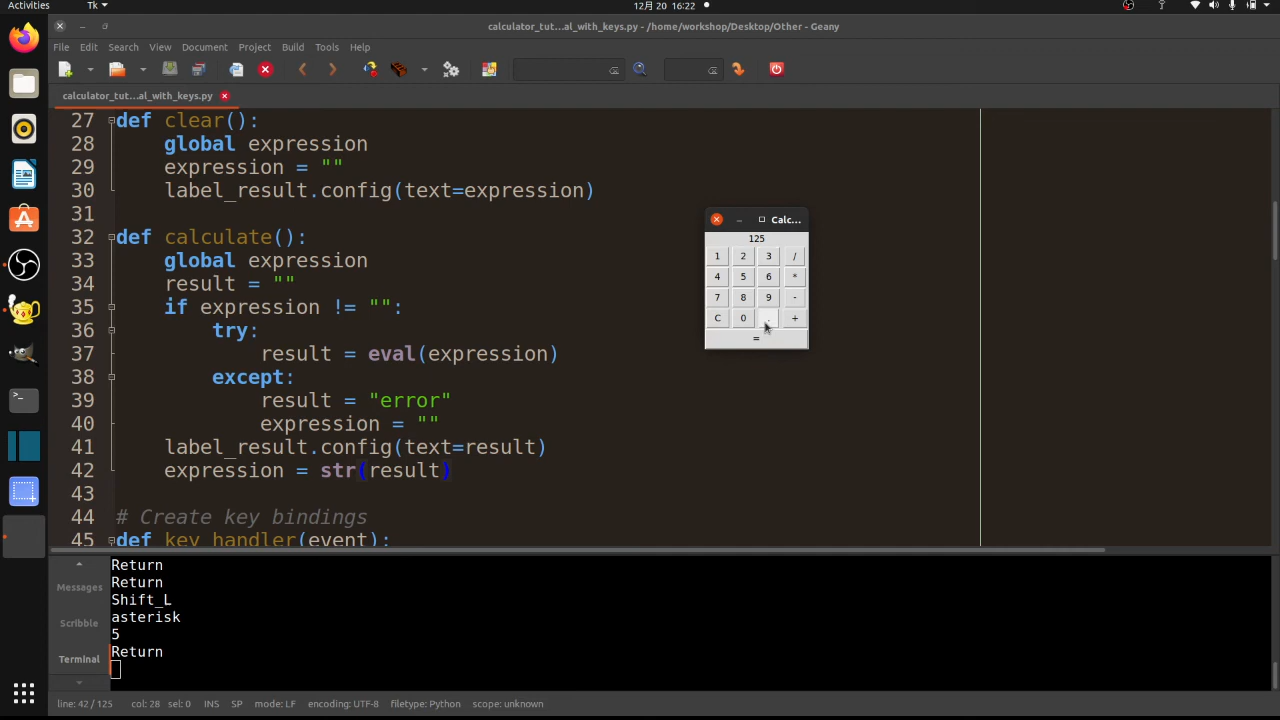 Activities
Tk
12月 20 16:22
calculator_tut...al_with_keys.py - /home/workshop/Desktop/Other - Geany
File Edit Search View Document Project Build Tools Help
calculator_tut...al_with_keys.py
27 def clear():
28 global expression
29 expression = ""
30 label_result.config(text=expression)
31
32 def calculate():
33 global expression
34 result = ""
35 if expression != "":
36 try:
37 result = eval(expression)
38 except:
39 result = "error"
40 expression = ""
41 label_result.config(text=result)
42 expression = str(result)
43
44 # Create key bindings
45 def key_handler(event):
Calc...
125
1 2 3 /
4 5 6 *
7 8 9 -
C 0 . +
=
Messages
Scribble
Terminal
Return
Return
Shift_L
asterisk
5
Return
line: 42 / 125 col: 28 sel: 0 INS SP mode: LF encoding: UTF-8 filetype: Python scope: unknown